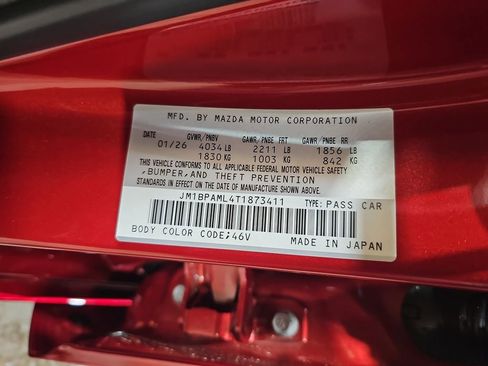 MFD. BY MAZDA MOTOR CORPORATION
DATE GVWR/PNBV GAWR/PNBE FRT GAWR/PNBE RR
01/26 4034 LB 2211 LB 1856 LB
1830 KG 1003 KG 842 KG
THIS VEHICLE CONFORMS TO ALL APPLICABLE FEDERAL MOTOR VEHICLE SAFETY
,BUMPER,AND THEFT PREVENTION
STANDARDS IN EFFECT ON THE DATE OF MANUFACTURE SHOWN ABOVE.
JM1BPAML4T1873411 TYPE: PASS CAR
BODY COLOR CODE;46V MADE IN JAPAN